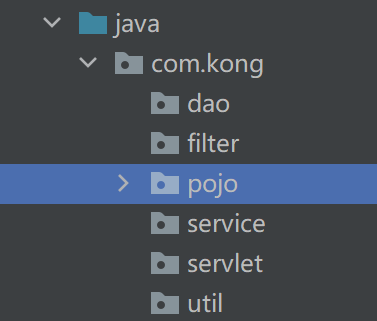 java
com.kong
dao
filter
pojo
service
servlet
util